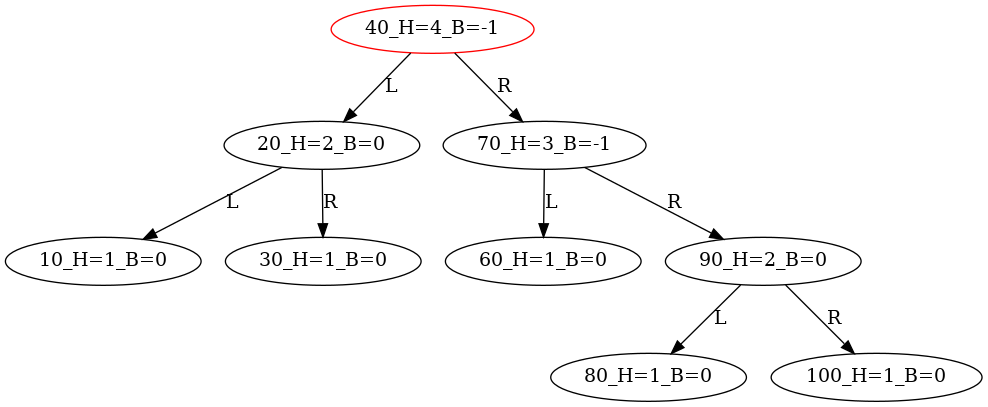 40_H=4_B=-1
L
R
20_H=2_B=0
70_H=3_B=-1
L
R
L
R
10_H=1_B=0
30_H=1_B=0
60_H=1_B=0
90_H=2_B=0
L
R
80_H=1_B=0
100_H=1_B=0